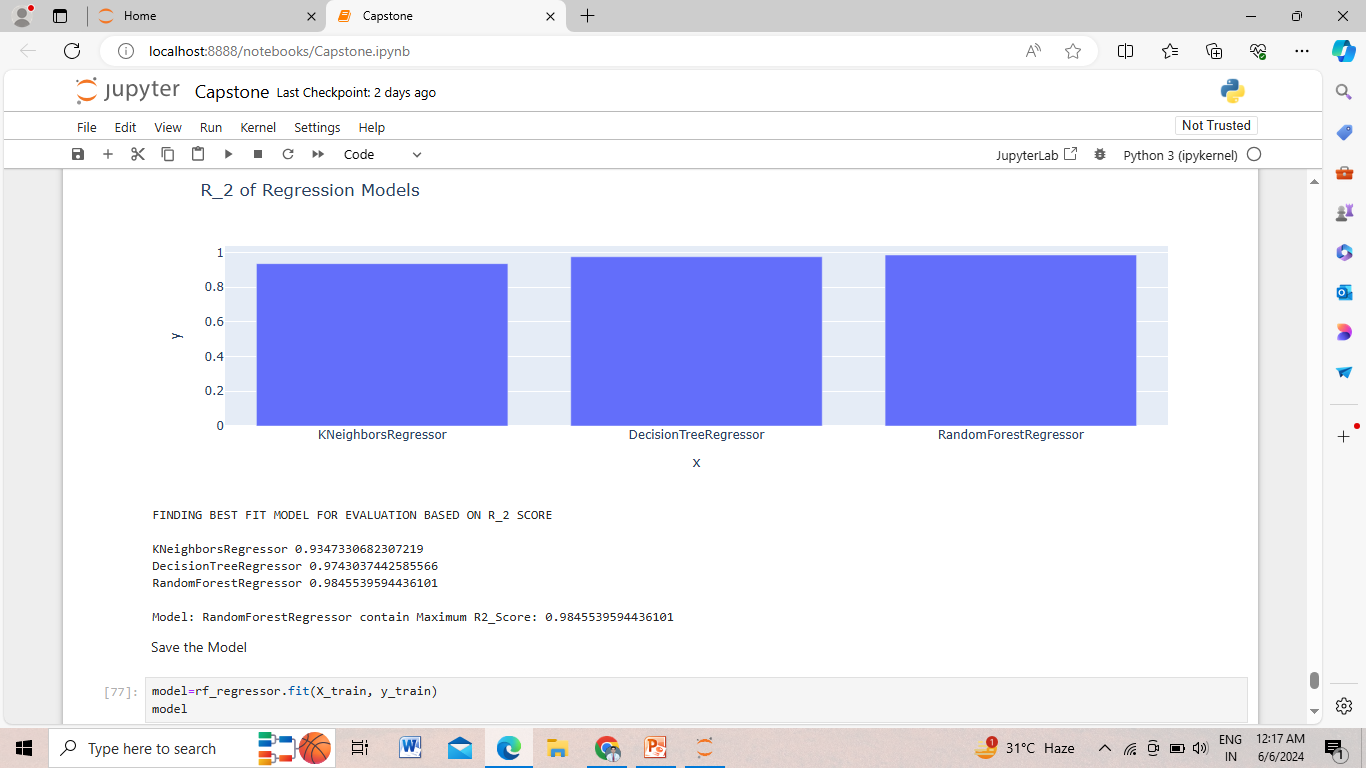 Home
Capstone
localhost:8888/notebooks/Capstone.ipynb
jupyter Capstone Last Checkpoint: 2 days ago
File Edit View Run Kernel Settings Help
Not Trusted
Code
JupyterLab
Python 3 (ipykernel)
R_2 of Regression Models
1
0.8
0.6
0.4
0.2
0
y
KNeighborsRegressor DecisionTreeRegressor RandomForestRegressor
x
FINDING BEST FIT MODEL FOR EVALUATION BASED ON R_2 SCORE
KNeighborsRegressor 0.9347330682307219
DecisionTreeRegressor 0.9743037442585566
RandomForestRegressor 0.9845539594436101
Model: RandomForestRegressor contain Maximum R2_Score: 0.9845539594436101
Save the Model
[77]:
model=rf_regressor.fit(X_train, y_train)
model
Type here to search
1
31°C Haze
ENG
IN
12:17 AM
6/6/2024
1